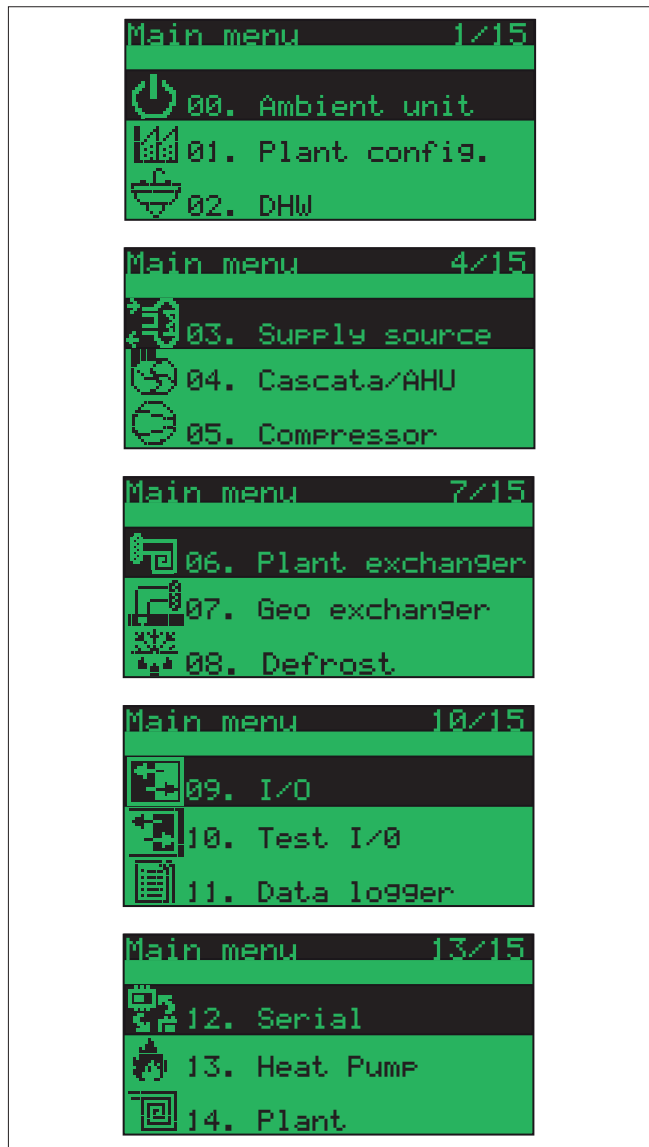 Main menu 1/15
00. Ambient unit
01. Plant config.
02. DHW
Main menu 4/15
03. Supply source
04. Cascata/AHU
05. Compressor
Main menu 7/15
06. Plant exchanger
07. Geo exchanger
08. Defrost
Main menu 10/15
09. I/O
10. Test I/0
11. Data logger
Main menu 13/15
12. Serial
13. Heat Pump
14. Plant